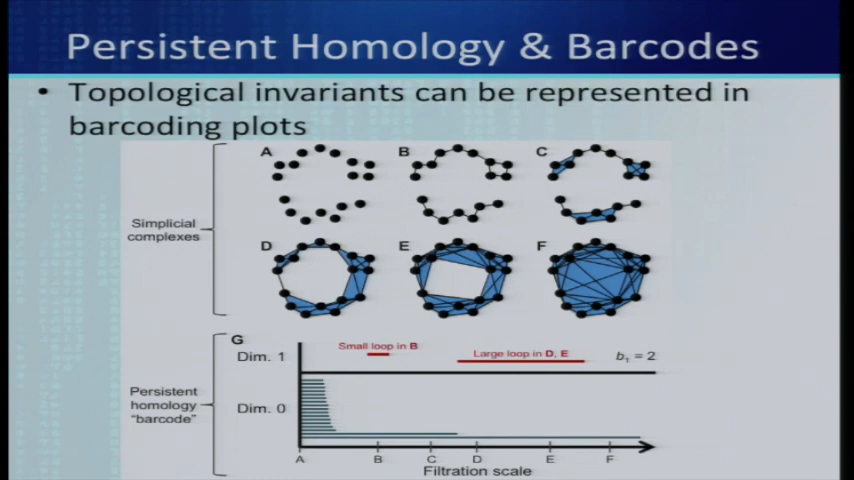 Persistent Homology & Barcodes
• Topological invariants can be represented in
barcoding plots
A B C
Simplicial
complexes
D E F
G
Small loop in B
Dim. 1
Large loop in D, E
b₁ = 2
Persistent
homology
"barcode"
Dim. 0
A B C D E F
Filtration scale